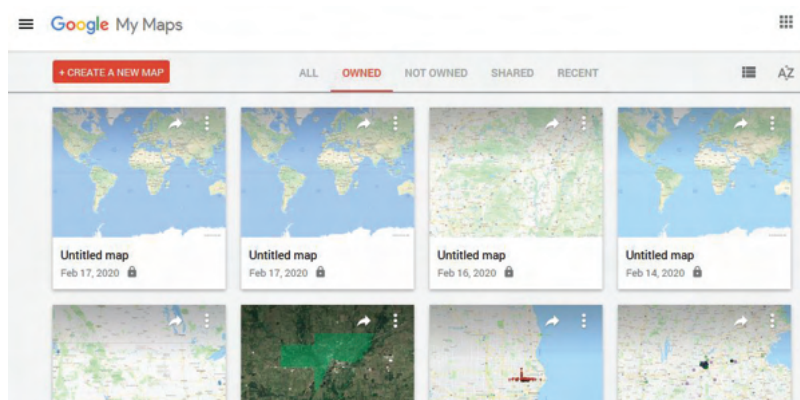 Google My Maps
+ CREATE A NEW MAP ALL OWNED NOT OWNED SHARED RECENT AZ
Untitled map Untitled map Untitled map Untitled map
Feb 17, 2020 Feb 17, 2020 Feb 16, 2020 Feb 14, 2020